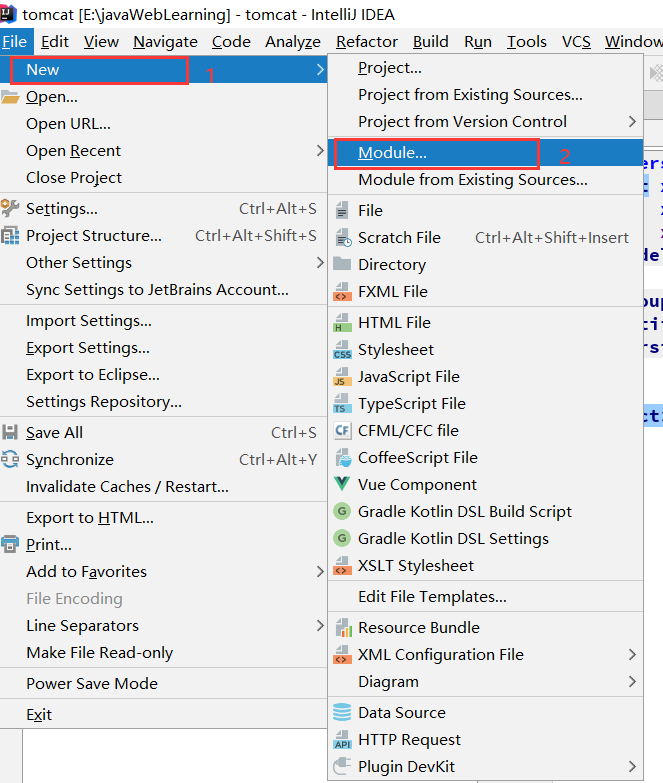 tomcat [E:\javaWebLearning] - tomcat - IntelliJ IDEA
File Edit View Navigate Code Analyze Refactor Build Run Tools VCS Window
New 1
Open...
Open URL...
Open Recent
Close Project
Settings... Ctrl+Alt+S
Project Structure... Ctrl+Alt+Shift+S
Other Settings
Sync Settings to JetBrains Account...
Import Settings...
Export Settings...
Export to Eclipse...
Settings Repository...
Save All Ctrl+S
Synchronize Ctrl+Alt+Y
Invalidate Caches / Restart...
Export to HTML...
Print...
Add to Favorites
File Encoding
Line Separators
Make File Read-only
Power Save Mode
Exit
Project...
Project from Existing Sources...
Project from Version Control
Module... 2
Module from Existing Sources...
File
Scratch File Ctrl+Alt+Shift+Insert
Directory
FXML File
HTML File
Stylesheet
JavaScript File
TypeScript File
CFML/CFC file
CoffeeScript File
Vue Component
Gradle Kotlin DSL Build Script
Gradle Kotlin DSL Settings
XSLT Stylesheet
Edit File Templates...
Resource Bundle
XML Configuration File
Diagram
Data Source
HTTP Request
Plugin DevKit